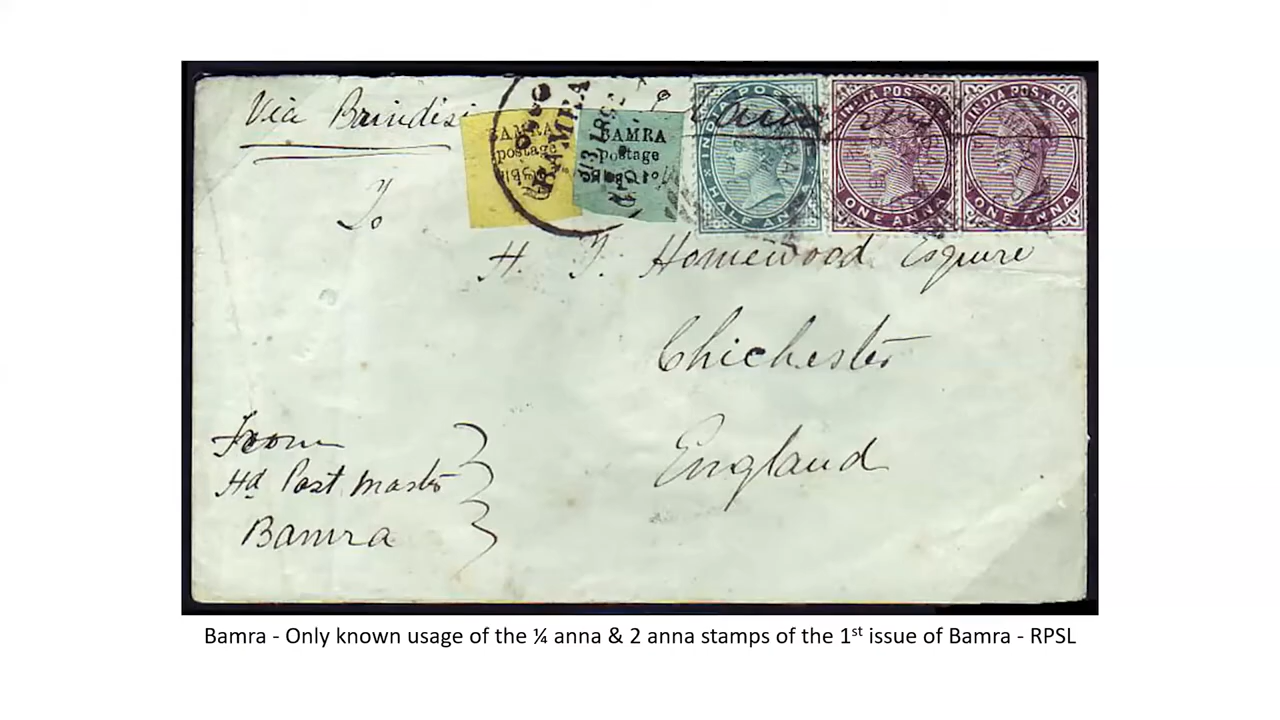 Via Brindisi
BAMRA
postage
BAMRA
postage
BAMRA
INDIA POSTAGE
HALF ANNA
INDIA POSTAGE
ONE ANNA
INDIA POSTAGE
ONE ANNA
To
H. Homewood Esquire
Chichester
England
From
Hd Post Master
Bamra
Bamra - Only known usage of the ¼ anna & 2 anna stamps of the 1st issue of Bamra - RPSL